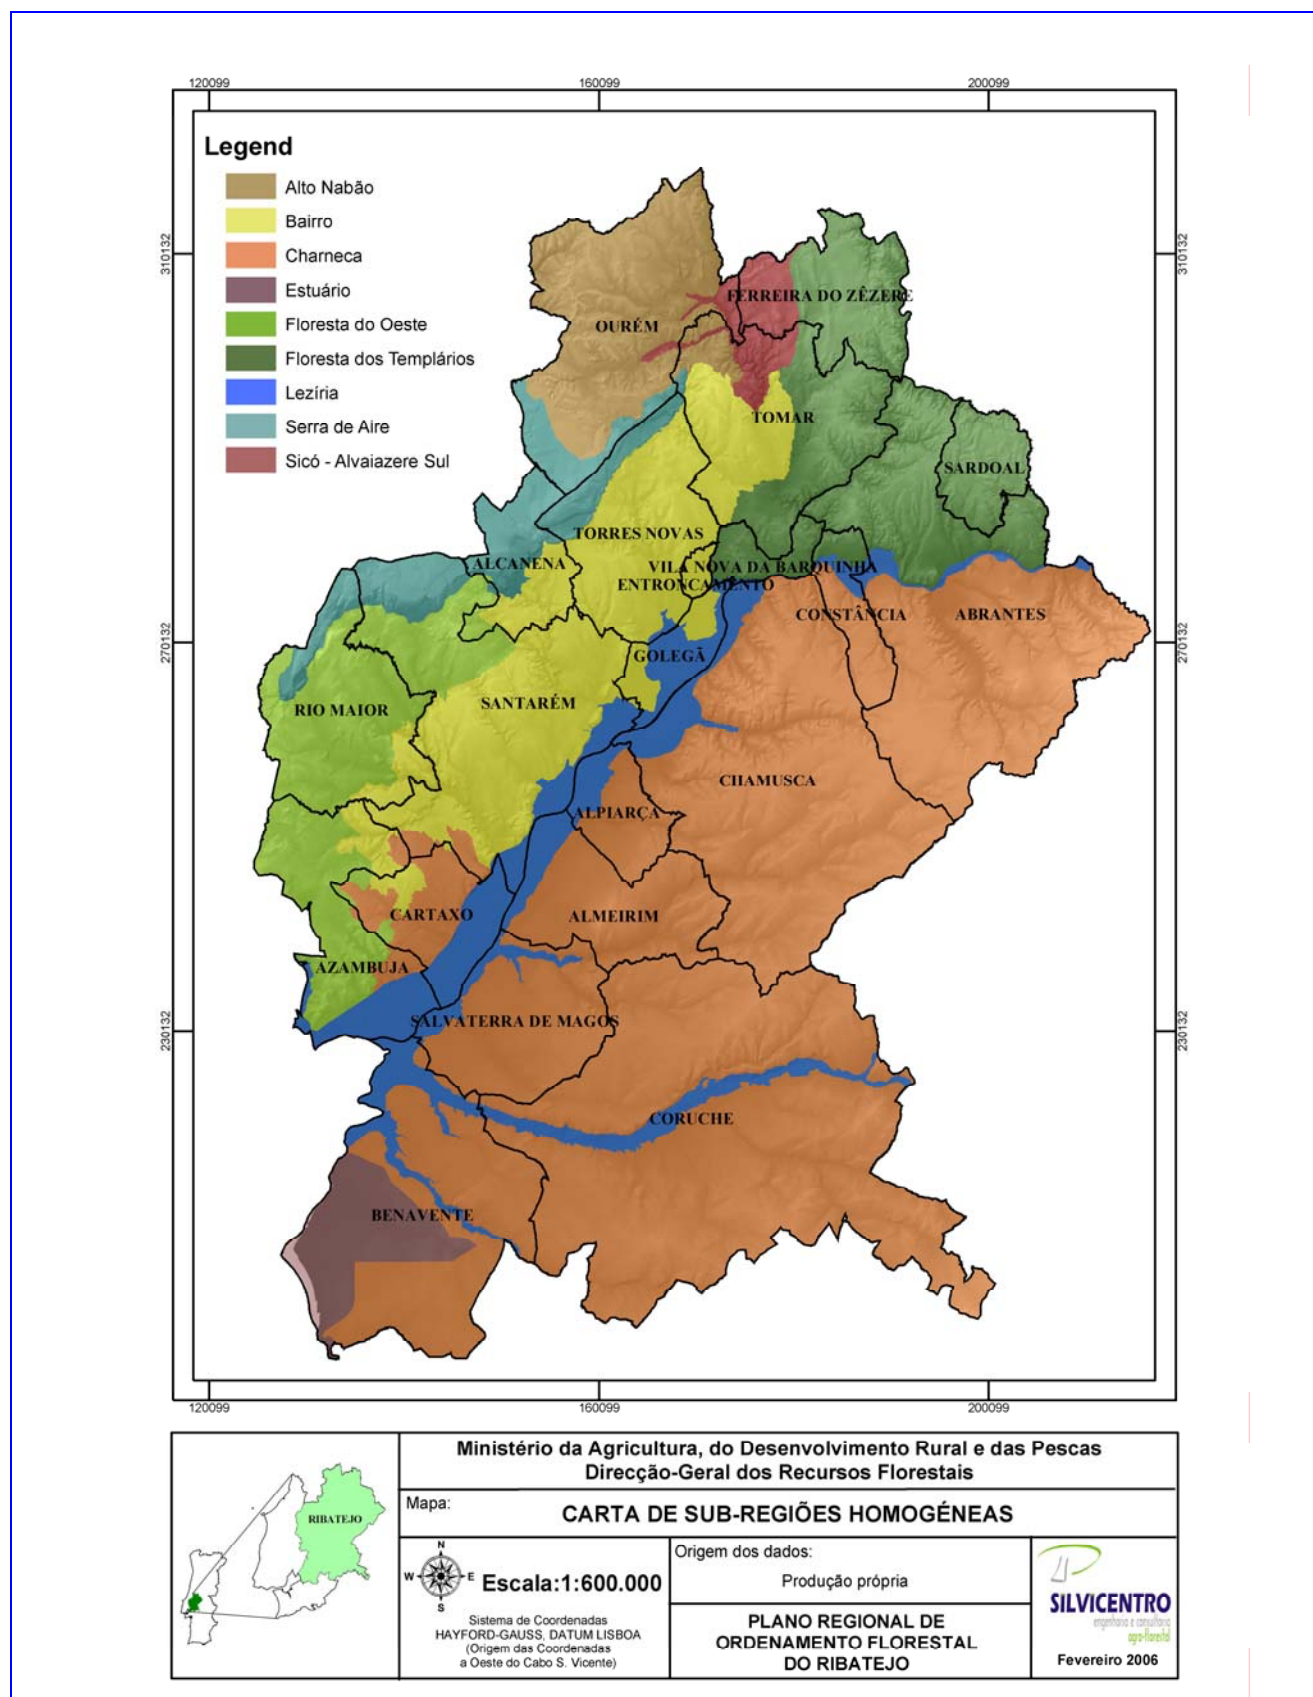 120099
160099
200099
310132
310132
270132
270132
230132
230132
Legend
Alto Nabão
Bairro
Charneca
Estuário
Floresta do Oeste
Floresta dos Templários
Lezíria
Serra de Aire
Sicó - Alvaiazere Sul
FERREIRA DO ZÊZERE
OURÉM
TOMAR
SARDOAL
TORRES NOVAS
ALCANENA
VILA NOVA DA BARQUINHA
ENTRONCAMENTO
CONSTÂNCIA
ABRANTES
GOLEGÃ
SANTARÉM
RIO MAIOR
CHAMUSCA
ALPIARÇA
CARTAXO
ALMEIRIM
AZAMBUJA
SALVATERRA DE MAGOS
CORUCHE
BENAVENTE
120099
160099
200099
RIBATEJO
Ministério da Agricultura, do Desenvolvimento Rural e das Pescas
Direcção-Geral dos Recursos Florestais
Mapa:
CARTA DE SUB-REGIÕES HOMOGÉNEAS
N
W
E
S
Escala:1:600.000
Sistema de Coordenadas
HAYFORD-GAUSS, DATUM LISBOA
(Origem das Coordenadas
a Oeste do Cabo S. Vicente)
Origem dos dados:
Produção própria
PLANO REGIONAL DE
ORDENAMENTO FLORESTAL
DO RIBATEJO
SILVICENTRO
engenharia e consultoria
agro-florestal
Fevereiro 2006